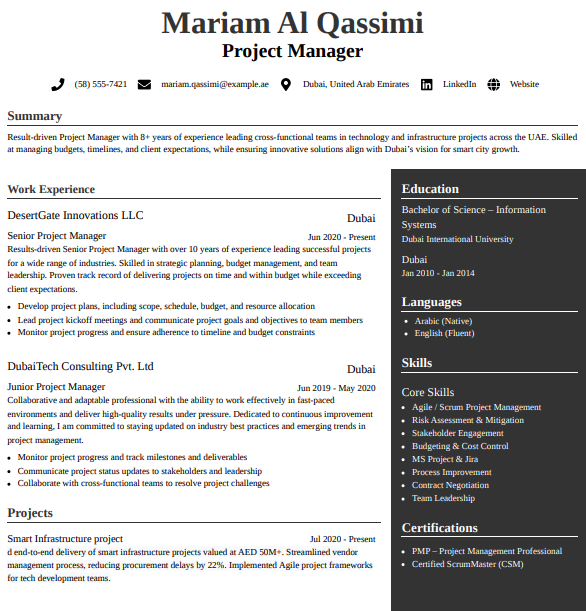 Mariam Al Qassimi
Project Manager
(58) 555-7421 mariam.qassimi@example.ae Dubai, United Arab Emirates LinkedIn Website
Summary
Result-driven Project Manager with 8+ years of experience leading cross-functional teams in technology and infrastructure projects across the UAE. Skilled
at managing budgets, timelines, and client expectations, while ensuring innovative solutions align with Dubai’s vision for smart city growth.
Work Experience
DesertGate Innovations LLC
Dubai
Senior Project Manager Jun 2020 - Present
Results-driven Senior Project Manager with over 10 years of experience leading successful projects
for a wide range of industries. Skilled in strategic planning, budget management, and team
leadership. Proven track record of delivering projects on time and within budget while exceeding
client expectations.
• Develop project plans, including scope, schedule, budget, and resource allocation
• Lead project kickoff meetings and communicate project goals and objectives to team members
• Monitor project progress and ensure adherence to timeline and budget constraints
DubaiTech Consulting Pvt. Ltd
Dubai
Junior Project Manager Jun 2019 - May 2020
Collaborative and adaptable professional with the ability to work effectively in fast-paced
environments and deliver high-quality results under pressure. Dedicated to continuous improvement
and learning, I am committed to staying updated on industry best practices and emerging trends in
project management.
• Monitor project progress and track milestones and deliverables
• Communicate project status updates to stakeholders and leadership
• Collaborate with cross-functional teams to resolve project challenges
Projects
Smart Infrastructure project Jul 2020 - Present
d end-to-end delivery of smart infrastructure projects valued at AED 50M+. Streamlined vendor
management process, reducing procurement delays by 22%. Implemented Agile project frameworks
for tech development teams.
Education
Bachelor of Science – Information
Systems
Dubai International University
Dubai
Jan 2010 - Jan 2014
Languages
• Arabic (Native)
• English (Fluent)
Skills
Core Skills
• Agile / Scrum Project Management
• Risk Assessment & Mitigation
• Stakeholder Engagement
• Budgeting & Cost Control
• MS Project & Jira
• Process Improvement
• Contract Negotiation
• Team Leadership
Certifications
• PMP – Project Management Professional
• Certified ScrumMaster (CSM)